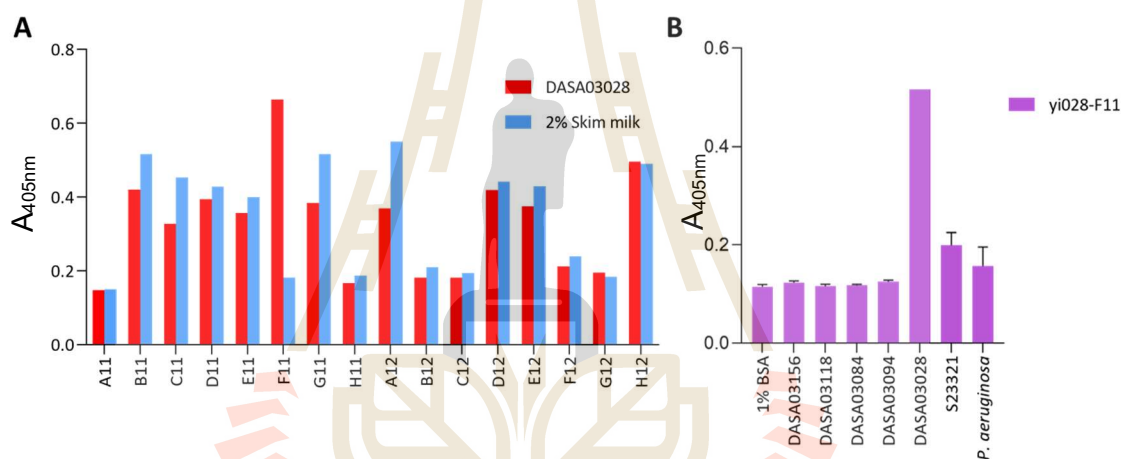 A
0.8
0.6
0.4
0.2
0.0
A405nm
DASA03028
2% Skim milk
A11
B11
C11
D11
E11
F11
G11
H11
A12
B12
C12
D12
E12
F12
G12
H12
B
0.6
0.4
0.2
0.0
A405nm
yi028-F11
1% BSA
DASA03156
DASA03118
DASA03084
DASA03094
DASA03028
S23321
P. aeruginosa